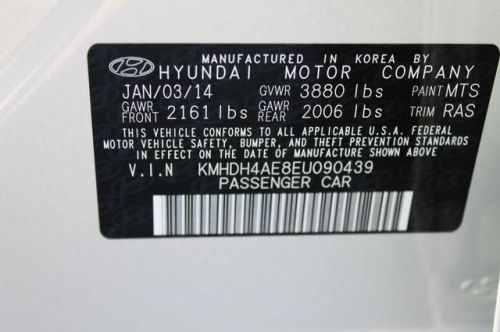 MANUFACTURED IN KOREA BY
HYUNDAI MOTOR COMPANY
JAN/03/14 GVWR 3880 lbs PAINT MTS
GAWR FRONT 2161 lbs GAWR REAR 2006 lbs TRIM RAS
THIS VEHICLE CONFORMS TO ALL APPLICABLE U.S.A. FEDERAL
MOTOR VEHICLE SAFETY, BUMPER, AND THEFT PREVENTION STANDARDS
IN EFFECT ON THE DATE OF MANUFACTURE SHOWN ABOVE.
V.I.N KMHDH4AE8EU090439
PASSENGER CAR